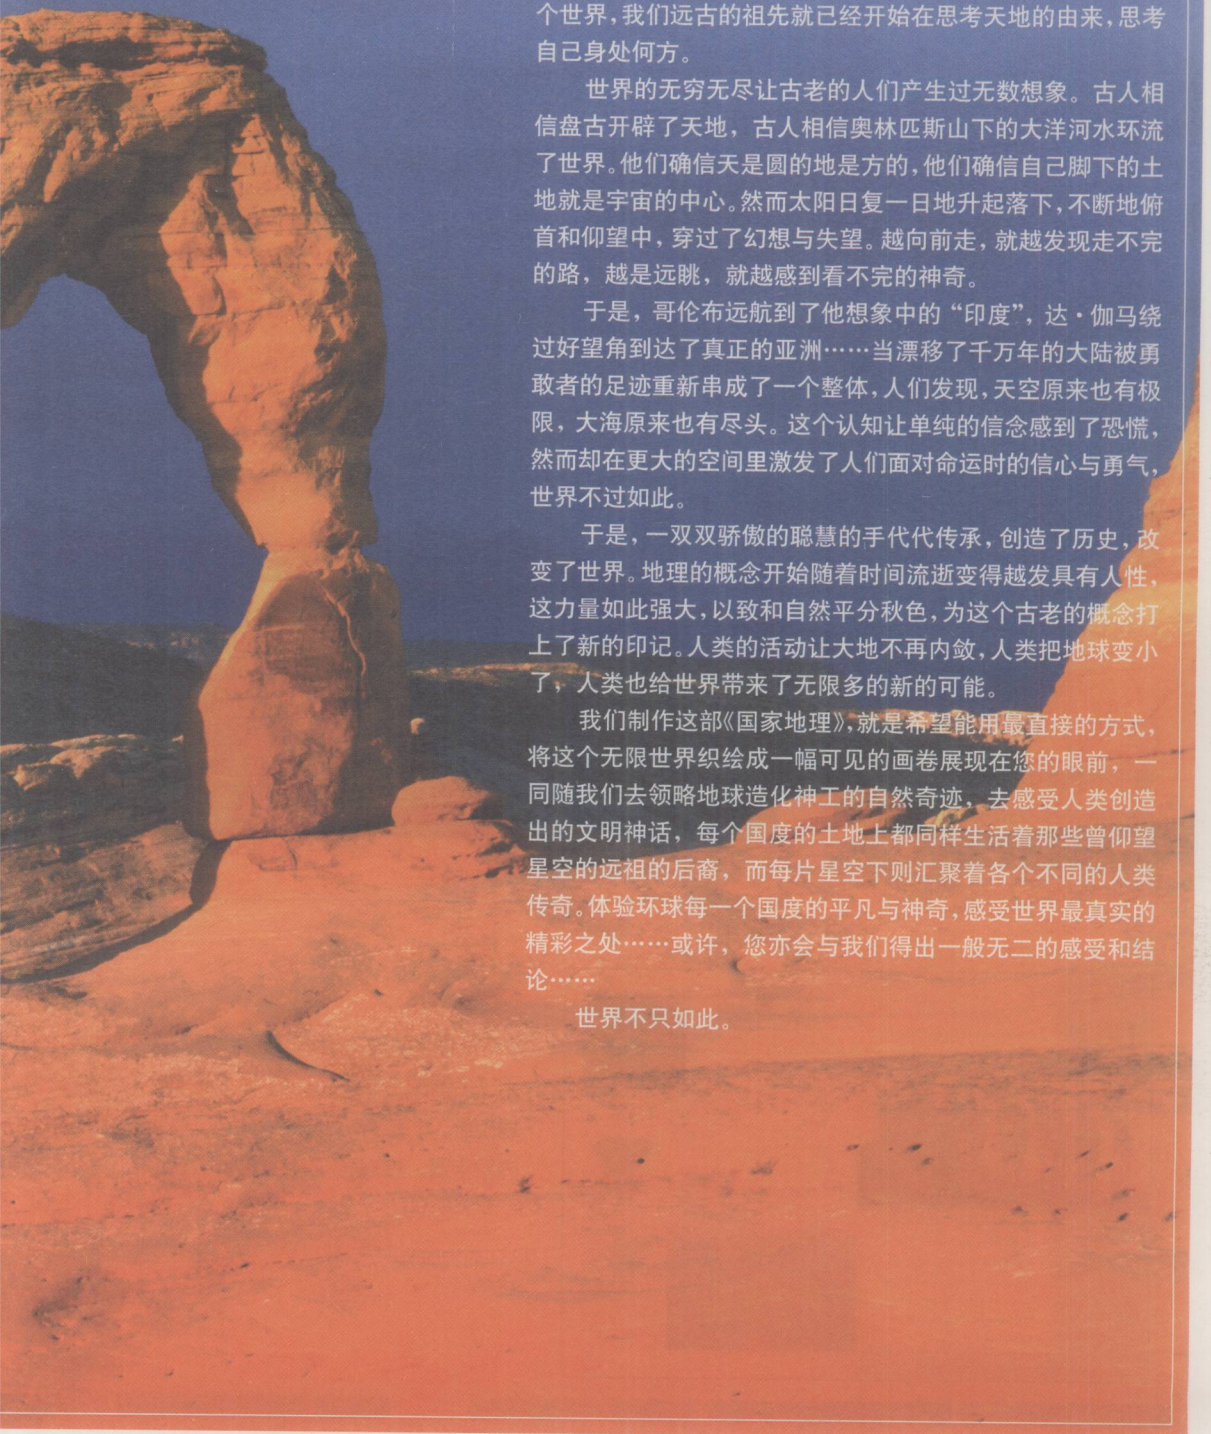 个世界，我们远古的祖先就已经开始在思考天地的由来，思考
自己身处何方。
世界的无穷无尽让古老的人们产生过无数想象。古人相
信盘古开辟了天地，古人相信奥林匹斯山下的大洋河水环流
了世界。他们确信天是圆的地是方的，他们确信自己脚下的土
地就是宇宙的中心。然而太阳日复一日地升起落下，不断地俯
首和仰望中，穿过了幻想与失望。越向前走，就越发现走不完
的路，越是远眺，就越感到看不完的神奇。
于是，哥伦布远航到了他想象中的“印度”，达·伽马绕
过好望角到达了真正的亚洲……当漂移了千万年的大陆被勇
敢者的足迹重新串成了一个整体，人们发现，天空原来也有极
限，大海原来也有尽头。这个认知让单纯的信念感到了恐慌，
然而却在更大的空间里激发了人们面对命运时的信心与勇气，
世界不过如此。
于是，一双双骄傲的聪慧的手代代传承，创造了历史，改
变了世界。地理的概念开始随着时间流逝变得越发具有人性，
这力量如此强大，以致和自然平分秋色，为这个古老的概念打
上了新的印记。人类的活动让大地不再内敛，人类把地球变小
了，人类也给世界带来了无限多的新的可能。
我们制作这部《国家地理》，就是希望能用最直接的方式，
将这个无限世界织绘成一幅可见的画卷展现在您的眼前，一
同随我们去领略地球造化神工的自然奇迹，去感受人类创造
出的文明神话，每个国度的土地上都同样生活着那些曾仰望
星空的远祖的后裔，而每片星空下则汇聚着各个不同的人类
传奇。体验环球每一个国度的平凡与神奇，感受世界最真实的
精彩之处……或许，您亦会与我们得出一般无二的感受和结
论……
世界不只如此。